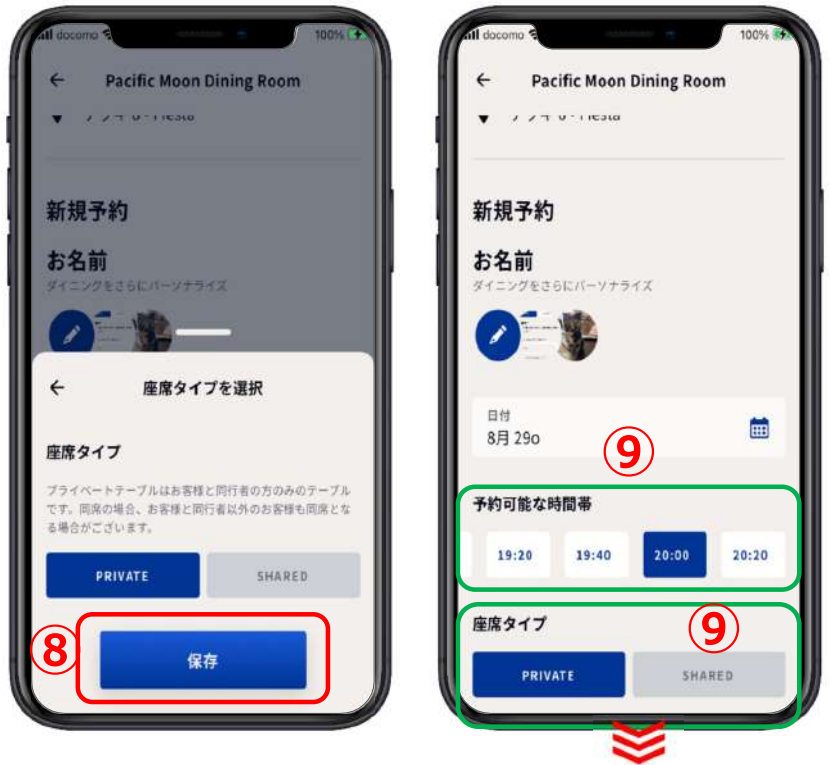 docomo
100%
Pacific Moon Dining Room
新規予約
お名前
ダイニングをさらにパーソナライズ
座席タイプを選択
座席タイプ
プライベートテーブルはお客様と同行者の方のみのテーブル
です。同席の場合、お客様と同行者以外のお客様も同席とな
る場合がございます。
PRIVATE
SHARED
⑧
保存
docomo
100%
Pacific Moon Dining Room
新規予約
お名前
ダイニングをさらにパーソナライズ
日付
8月 29o
⑨
予約可能な時間帯
19:20
19:40
20:00
20:20
座席タイプ
⑨
PRIVATE
SHARED